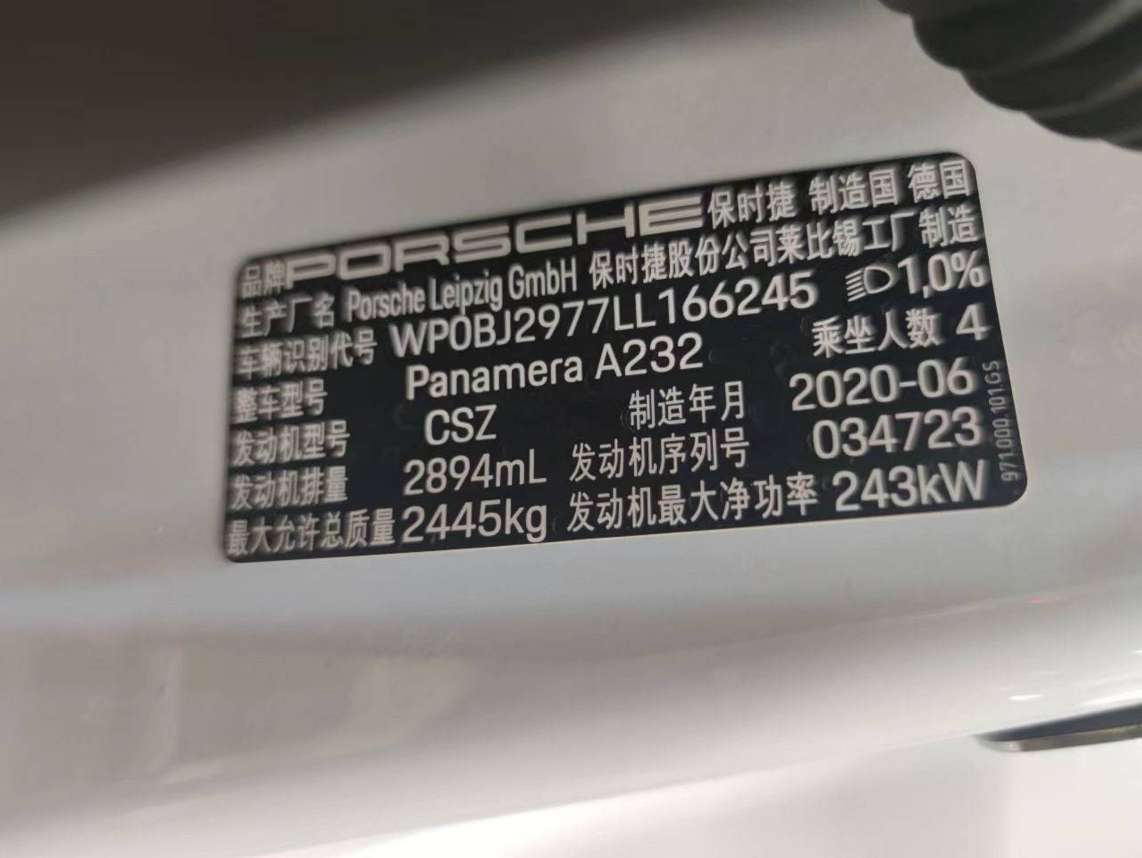 品牌 PORSCHE 保时捷 制造国 德国
生产厂名 Porsche Leipzig GmbH 保时捷股份公司莱比锡工厂制造
车辆识别代号 WP0BJ2977LL166245 1,0%
整车型号 Panamera A232 乘坐人数 4
发动机型号 CSZ 制造年月 2020-06
发动机排量 2894mL 发动机序列号 034723
最大允许总质量 2445kg 发动机最大净功率 243kW
971.000.101.GS